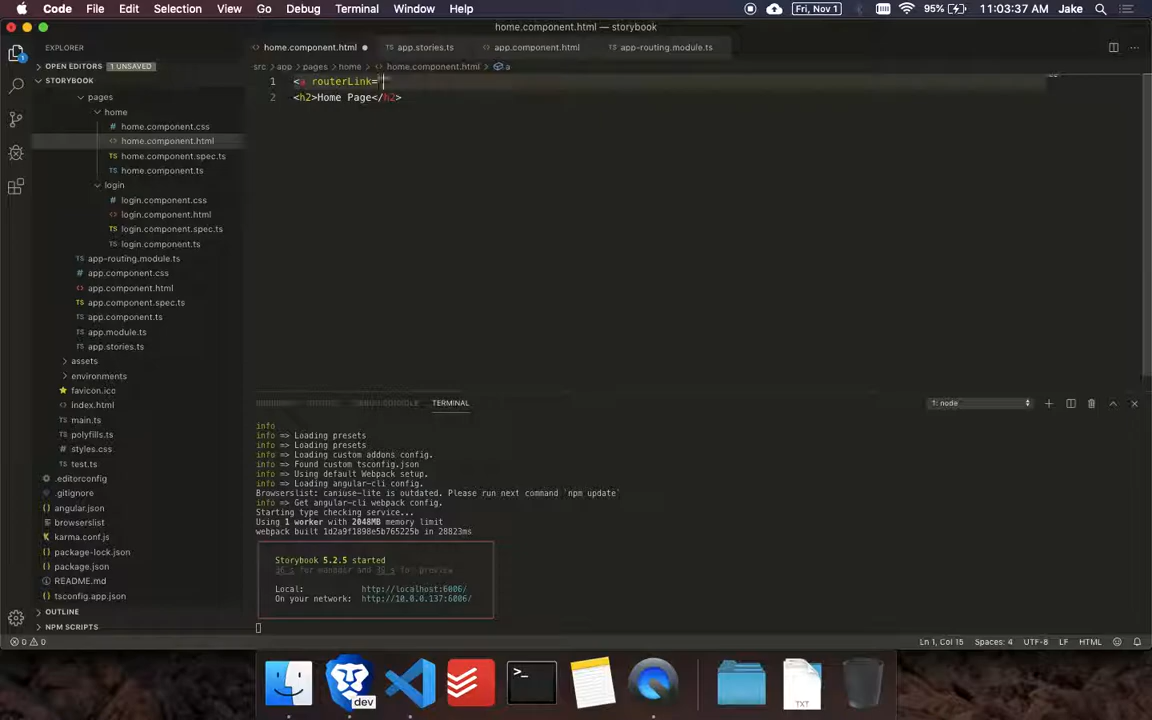 Code File Edit Selection View Go Debug Terminal Window Help
95% Fri, Nov 1 11:03:37 AM Jake
home.component.html — storybook
EXPLORER
home.component.html
app.stories.ts
app.component.html
app-routing.module.ts
OPEN EDITORS 1 UNSAVED
src > app > pages > home > home.component.html > a
STORYBOOK
1 <a routerLink="
2 <h2>Home Page</h2>
pages
home
home.component.css
home.component.html
home.component.spec.ts
home.component.ts
login
login.component.css
login.component.html
login.component.spec.ts
login.component.ts
app-routing.module.ts
app.component.css
app.component.html
app.component.spec.ts
app.component.ts
app.module.ts
app.stories.ts
assets
environments
favicon.ico
index.html
main.ts
polyfills.ts
styles.css
test.ts
.editorconfig
.gitignore
angular.json
browserslist
karma.conf.js
package-lock.json
package.json
README.md
tsconfig.app.json
OUTLINE
NPM SCRIPTS
TERMINAL
1: node
info
info => Loading presets
info => Loading presets
info => Loading custom addons config.
info => Found custom tsconfig.json
info => Using default Webpack setup.
info => Loading angular-cli config.
Browserslist: caniuse-lite is outdated. Please run next command `npm update`
info => Get angular-cli webpack config.
Starting type checking service...
Using 1 worker with 2048MB memory limit
webpack built 1d2a9f1898e5b765225b in 28823ms
Storybook 5.2.5 started
for manager and for preview
Local: http://localhost:6006/
On your network: http://10.0.0.137:6006/
0 0
Ln 1, Col 15 Spaces: 4 UTF-8 LF HTML
dev
TXT